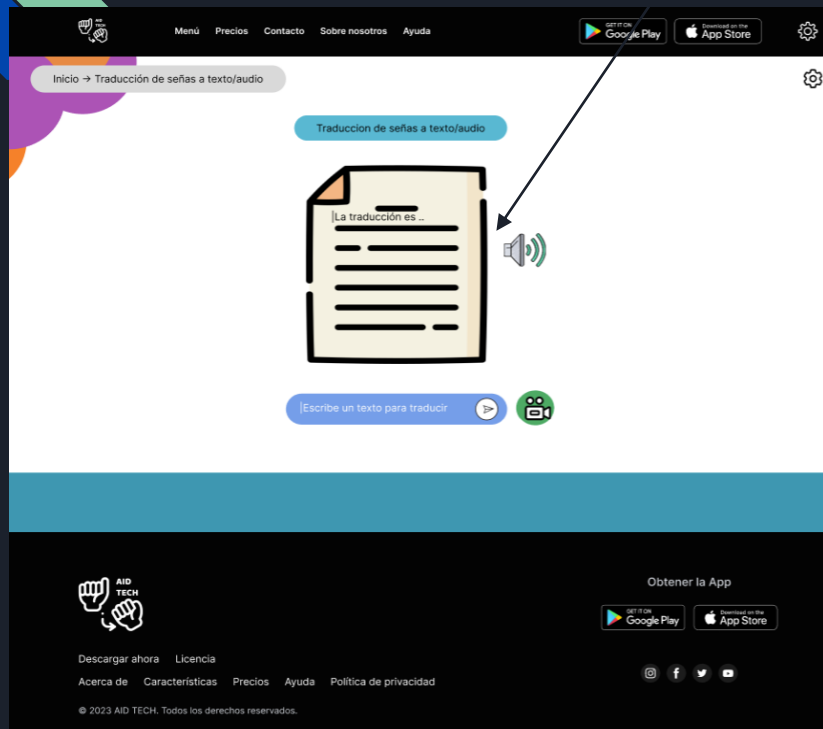 AID
TECH
Menú Precios Contacto Sobre nosotros Ayuda
GET IT ON
Google Play
Download on the
App Store
Inicio → Traducción de señas a texto/audio
Traduccion de señas a texto/audio
|La traducción es ..
|Escribe un texto para traducir
AID
TECH
Obtener la App
GET IT ON
Google Play
Download on the
App Store
Descargar ahora Licencia
Acerca de Características Precios Ayuda Política de privacidad
© 2023 AID TECH. Todos los derechos reservados.